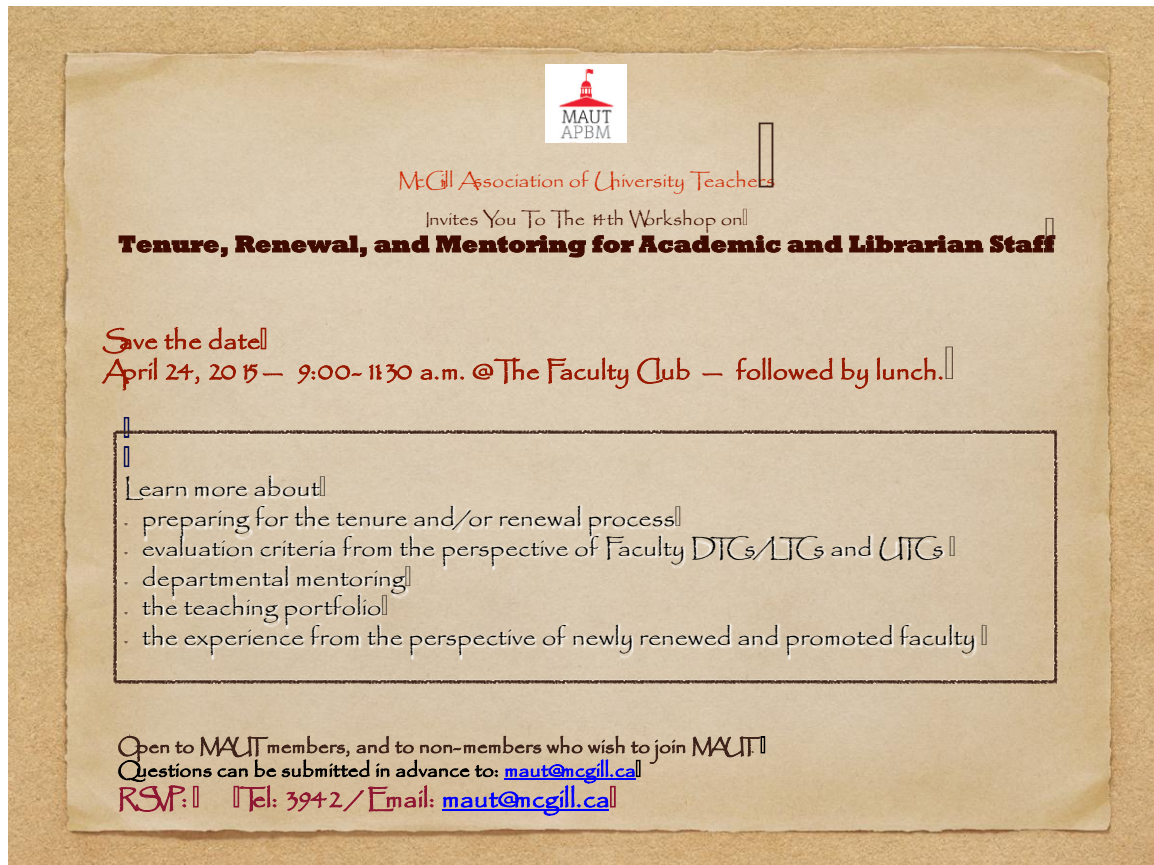 MAUT
APBM
McGill Association of University Teachers
Invites You To The 14th Workshop on
Tenure, Renewal, and Mentoring for Academic and Librarian Staff
Save the date
April 24, 2015 — 9:00- 11:30 a.m. @ The Faculty Club — followed by lunch.
Learn more about
- preparing for the tenure and/or renewal process
- evaluation criteria from the perspective of Faculty DTCs/LTCs and UTCs
- departmental mentoring
- the teaching portfolio
- the experience from the perspective of newly renewed and promoted faculty
Open to MAUT members, and to non-members who wish to join MAUT.
Questions can be submitted in advance to: maut@mcgill.ca
RSVP: Tel: 3942 / Email: maut@mcgill.ca